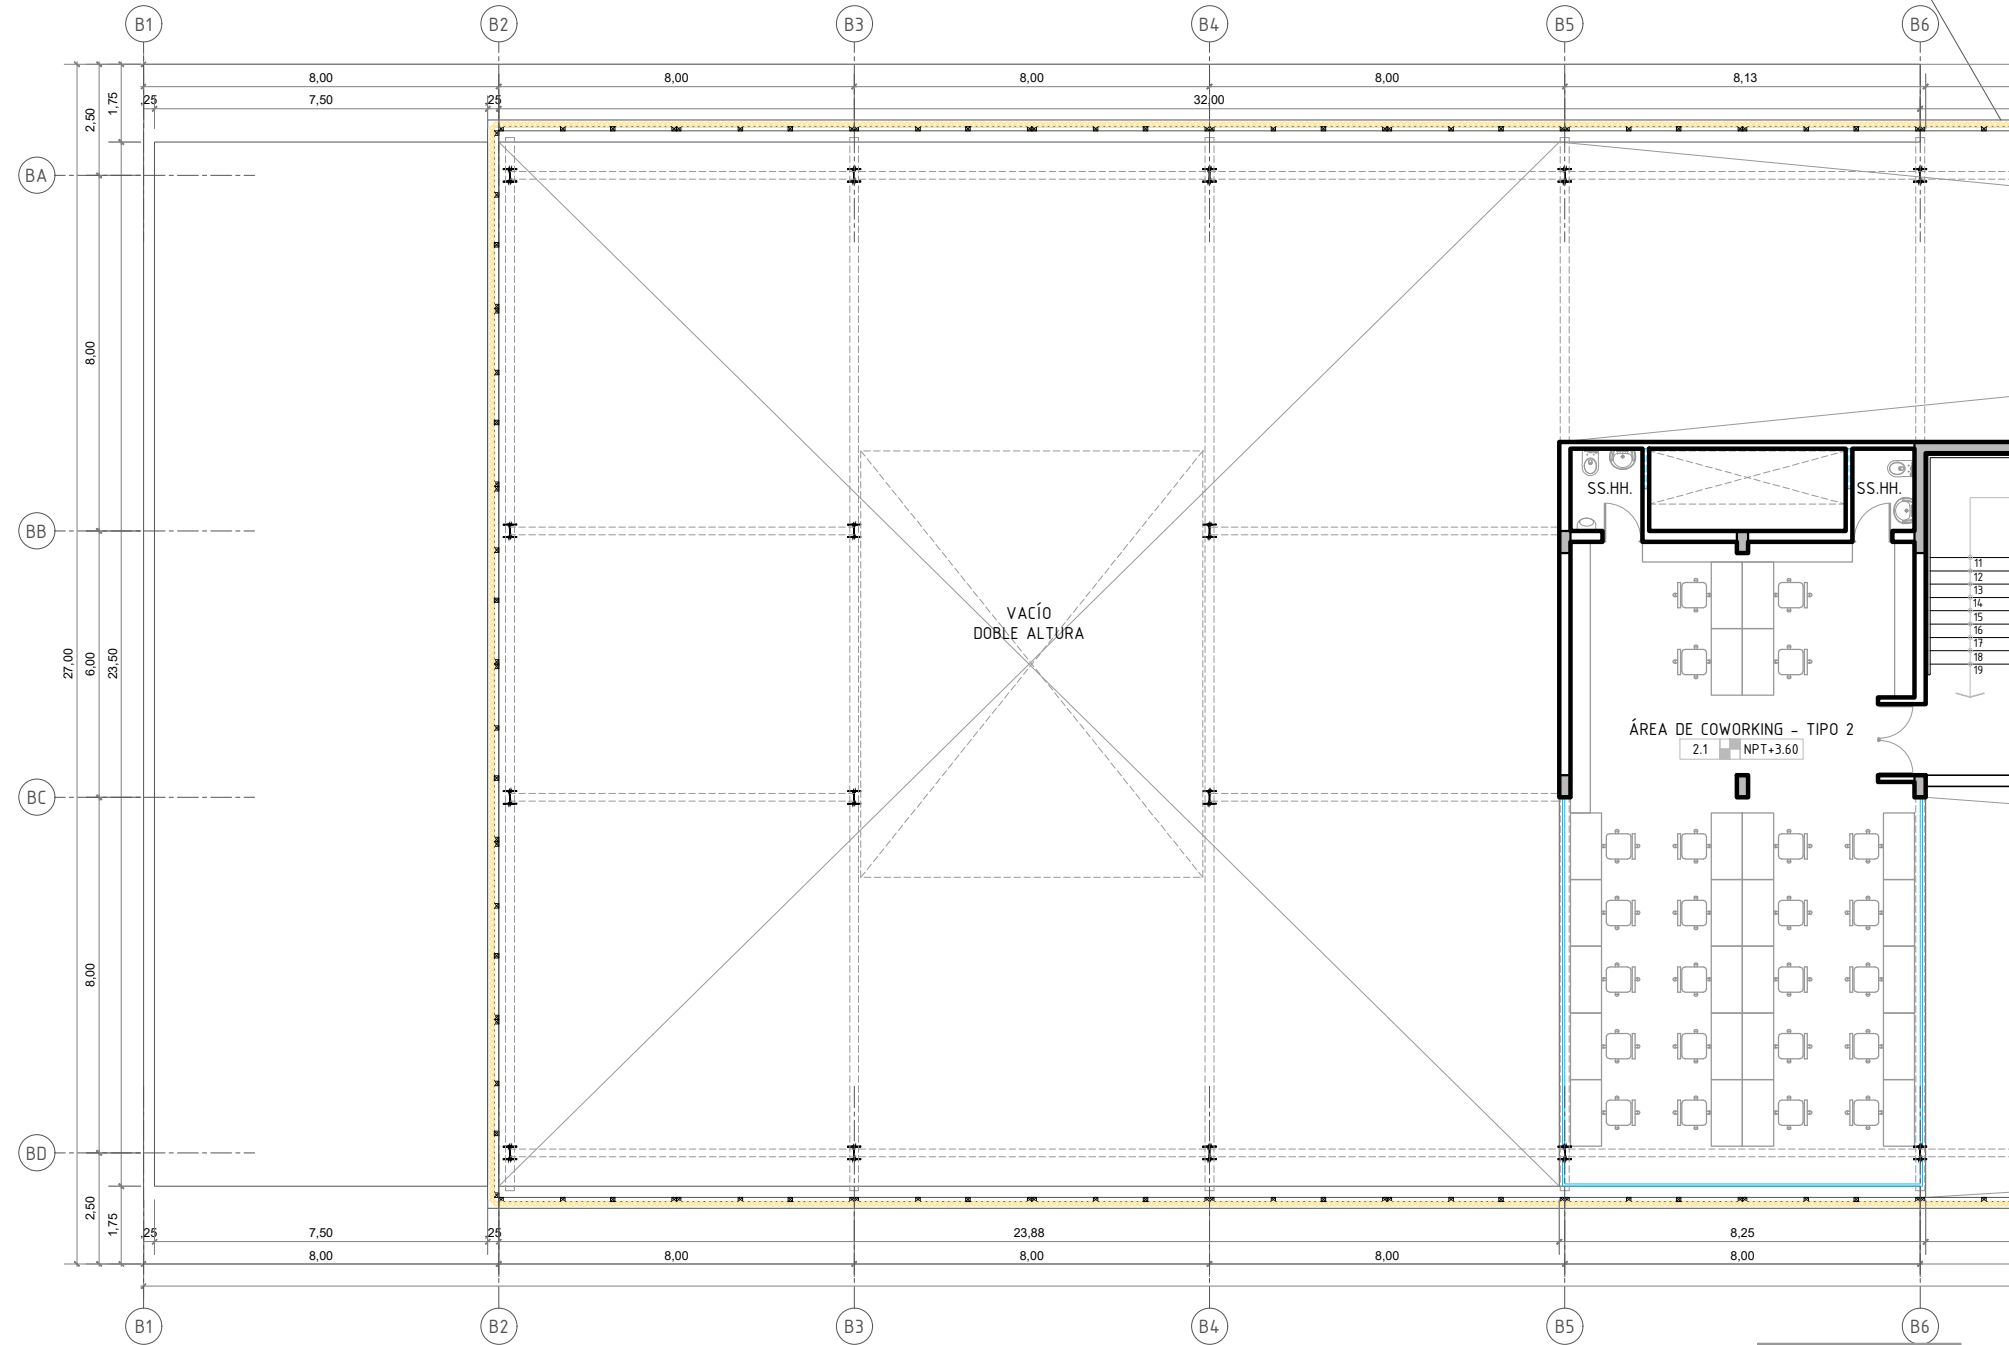 B1 B2 B3 B4 B5 B6
8,00 8,00 8,00 8,00 8,13
,25 7,50 ,25 32,00
2,50 1,75
BA
8,00
BB
SS.HH. SS.HH.
11
12
13
14
15
16
17
18
19
VACÍO
DOBLE ALTURA
27,00 6,00 23,50
ÁREA DE COWORKING - TIPO 2
2.1 NPT+3.60
BC
8,00
BD
2,50 1,75
,25 7,50 ,25 23,88 8,25
8,00 8,00 8,00 8,00 8,00
B1 B2 B3 B4 B5 B6